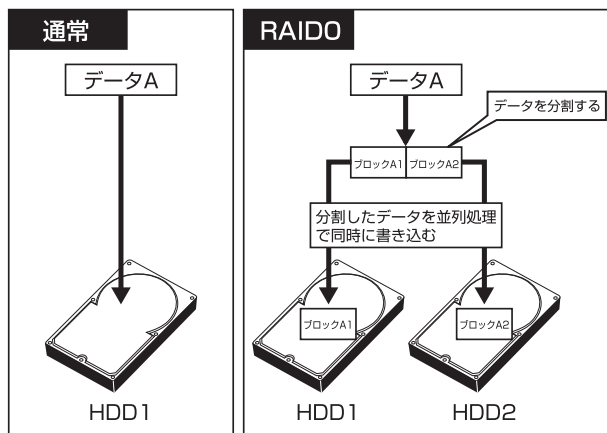 通常
データA
HDD1
RAID0
データA
データを分割する
ブロックA1
ブロックA2
分割したデータを並列処理
で同時に書き込む
ブロックA1
ブロックA2
HDD1
HDD2